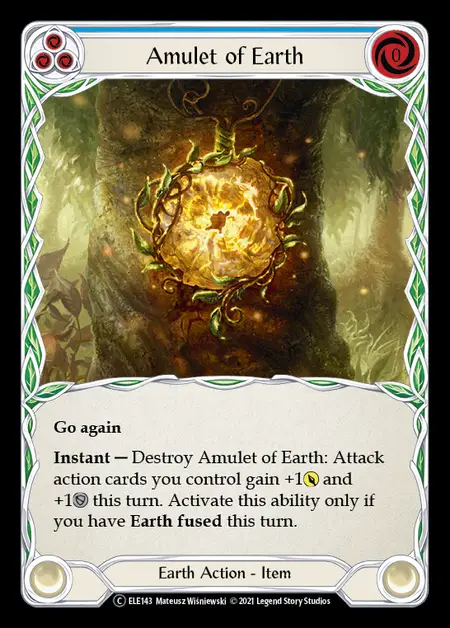 Amulet of Earth
0
Go again
Instant — Destroy Amulet of Earth: Attack
action cards you control gain +1 and
+1 this turn. Activate this ability only if
you have Earth fused this turn.
Earth Action - Item
C ELE143 Mateusz Wiśniewski © 2021 Legend Story Studios